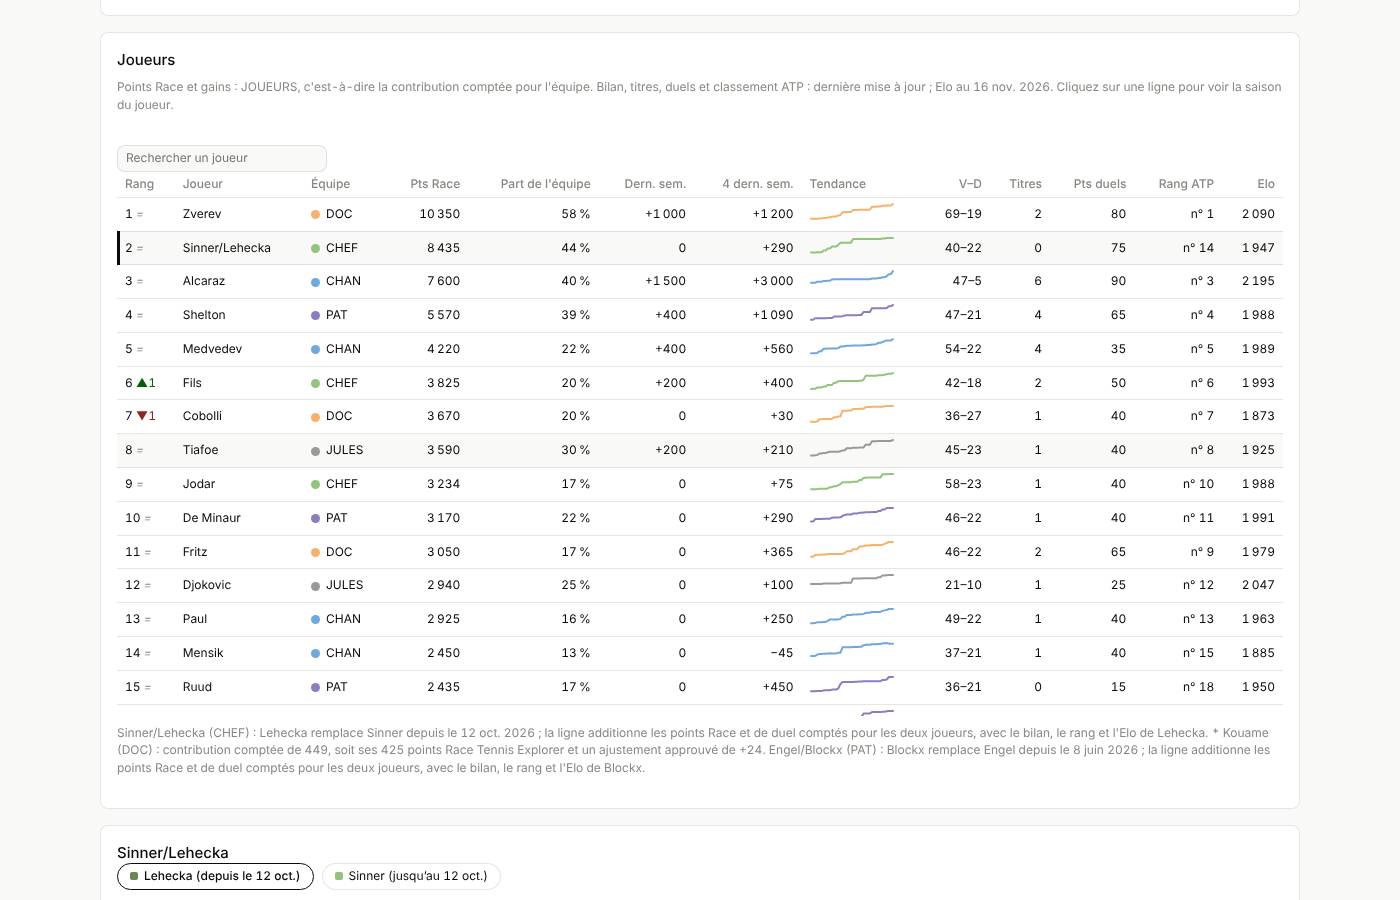 Joueurs
Points Race et gains : JOUEURS, c'est-à-dire la contribution comptée pour l'équipe. Bilan, titres, duels et classement ATP : dernière mise à jour ; Elo au 16 nov. 2026. Cliquez sur une ligne pour voir la saison
du joueur.
Rechercher un joueur
Rang Joueur Équipe Pts Race Part de l'équipe Dern. sem. 4 dern. sem. Tendance V–D Titres Pts duels Rang ATP Elo
1 = Zverev DOC 10 350 58 % +1 000 +1 200 69–19 2 80 n° 1 2 090
2 = Sinner/Lehecka CHEF 8 435 44 % 0 +290 40–22 0 75 n° 14 1 947
3 = Alcaraz CHAN 7 600 40 % +1 500 +3 000 47–5 6 90 n° 3 2 195
4 = Shelton PAT 5 570 39 % +400 +1 090 47–21 4 65 n° 4 1 988
5 = Medvedev CHAN 4 220 22 % +400 +560 54–22 4 35 n° 5 1 989
6 ▲1 Fils CHEF 3 825 20 % +200 +400 42–18 2 50 n° 6 1 993
7 ▼1 Cobolli DOC 3 670 20 % 0 +30 36–27 1 40 n° 7 1 873
8 = Tiafoe JULES 3 590 30 % +200 +210 45–23 1 40 n° 8 1 925
9 = Jodar CHEF 3 234 17 % 0 +75 58–23 1 40 n° 10 1 988
10 = De Minaur PAT 3 170 22 % 0 +290 46–22 1 40 n° 11 1 991
11 = Fritz DOC 3 050 17 % 0 +365 46–22 2 65 n° 9 1 979
12 = Djokovic JULES 2 940 25 % 0 +100 21–10 1 25 n° 12 2 047
13 = Paul CHAN 2 925 16 % 0 +250 49–22 1 40 n° 13 1 963
14 = Mensik CHAN 2 450 13 % 0 −45 37–21 1 40 n° 15 1 885
15 = Ruud PAT 2 435 17 % 0 +450 36–21 0 15 n° 18 1 950
Sinner/Lehecka (CHEF) : Lehecka remplace Sinner depuis le 12 oct. 2026 ; la ligne additionne les points Race et de duel comptés pour les deux joueurs, avec le bilan, le rang et l'Elo de Lehecka. * Kouame
(DOC) : contribution comptée de 449, soit ses 425 points Race Tennis Explorer et un ajustement approuvé de +24. Engel/Blockx (PAT) : Blockx remplace Engel depuis le 8 juin 2026 ; la ligne additionne les
points Race et de duel comptés pour les deux joueurs, avec le bilan, le rang et l'Elo de Blockx.
Sinner/Lehecka
Lehecka (depuis le 12 oct.) Sinner (jusqu'au 12 oct.)